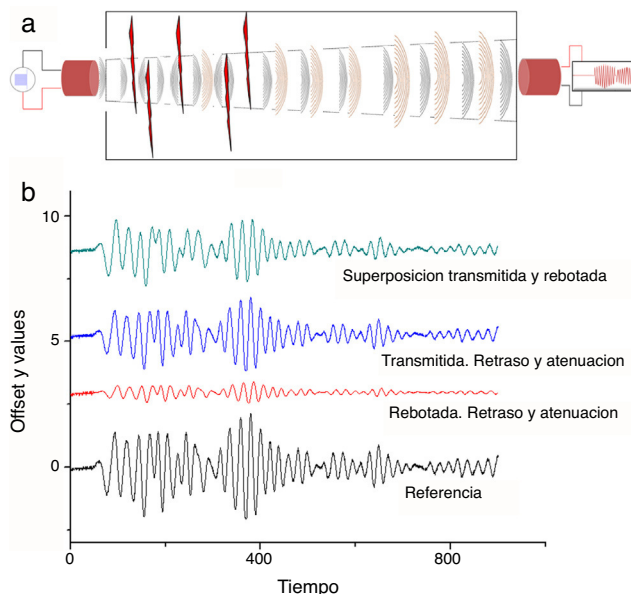 a
b
10
Superposicion transmitida y rebotada
5
Transmitida. Retraso y atenuacion
Rebotada. Retraso y atenuacion
0
Referencia
Offset y values
0
400
800
Tiempo